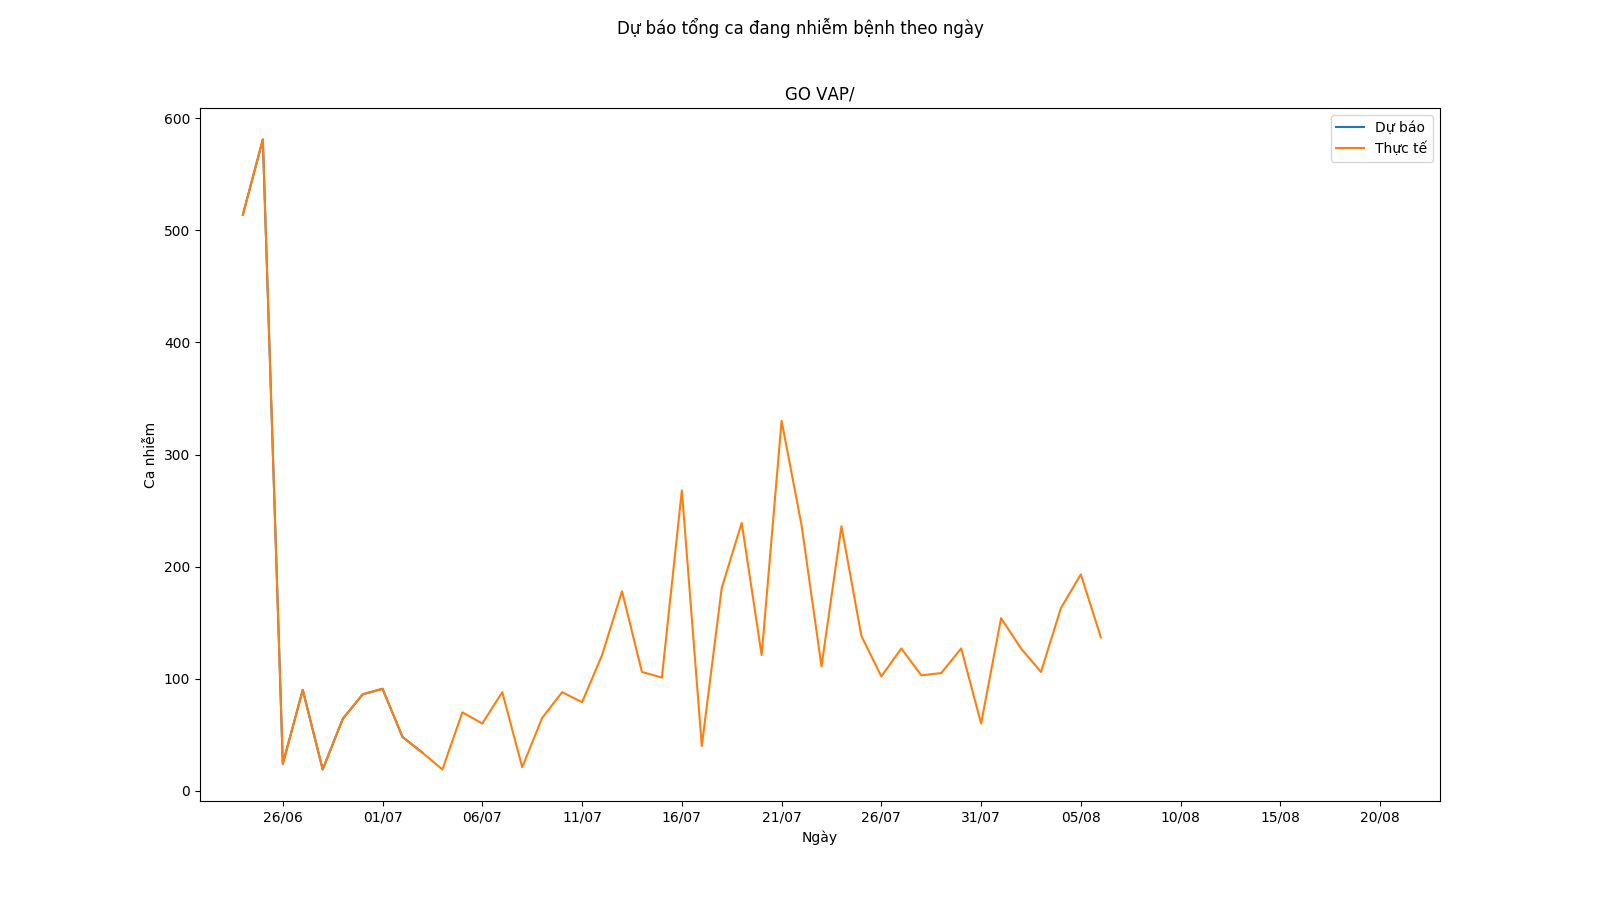 Dự báo tổng ca đang nhiễm bệnh theo ngày
GO VAP/
Dự báo
Thực tế
600
500
400
300
200
100
0
Ca nhiễm
26/06 01/07 06/07 11/07 16/07 21/07 26/07 31/07 05/08 10/08 15/08 20/08
Ngày